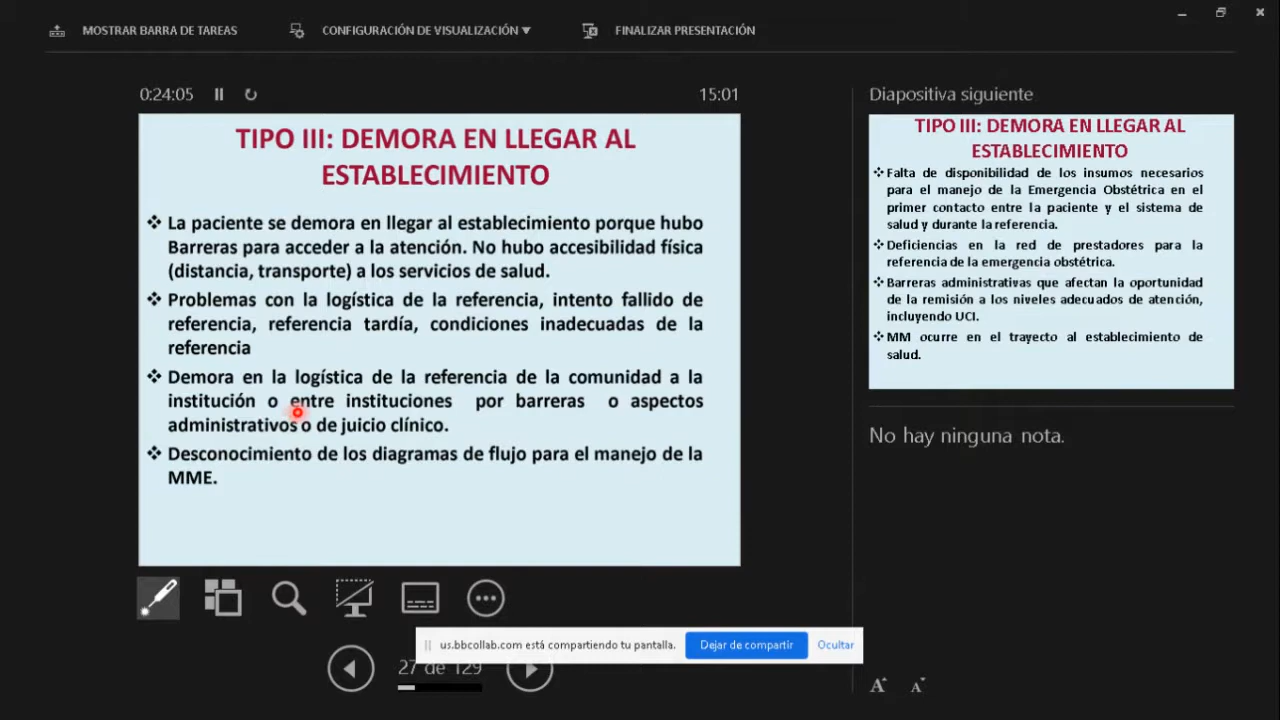 MOSTRAR BARRA DE TAREAS
CONFIGURACIÓN DE VISUALIZACIÓN ▼
FINALIZAR PRESENTACIÓN
0:24:05
15:01
TIPO III: DEMORA EN LLEGAR AL
ESTABLECIMIENTO
❖ La paciente se demora en llegar al establecimiento porque hubo
Barreras para acceder a la atención. No hubo accesibilidad física
(distancia, transporte) a los servicios de salud.
❖ Problemas con la logística de la referencia, intento fallido de
referencia, referencia tardía, condiciones inadecuadas de la
referencia
❖ Demora en la logística de la referencia de la comunidad a la
institución o entre instituciones por barreras o aspectos
administrativos o de juicio clínico.
❖ Desconocimiento de los diagramas de flujo para el manejo de la
MME.
Diapositiva siguiente
TIPO III: DEMORA EN LLEGAR AL
ESTABLECIMIENTO
❖ Falta de disponibilidad de los insumos necesarios
para el manejo de la Emergencia Obstétrica en el
primer contacto entre la paciente y el sistema de
salud y durante la referencia.
❖ Deficiencias en la red de prestadores para la
referencia de la emergencia obstétrica.
❖ Barreras administrativas que afectan la oportunidad
de la remisión a los niveles adecuados de atención,
incluyendo UCI.
❖ MM ocurre en el trayecto al establecimiento de
salud.
No hay ninguna nota.
us.bbcollab.com está compartiendo tu pantalla.
Dejar de compartir
Ocultar
27 de 129
A A